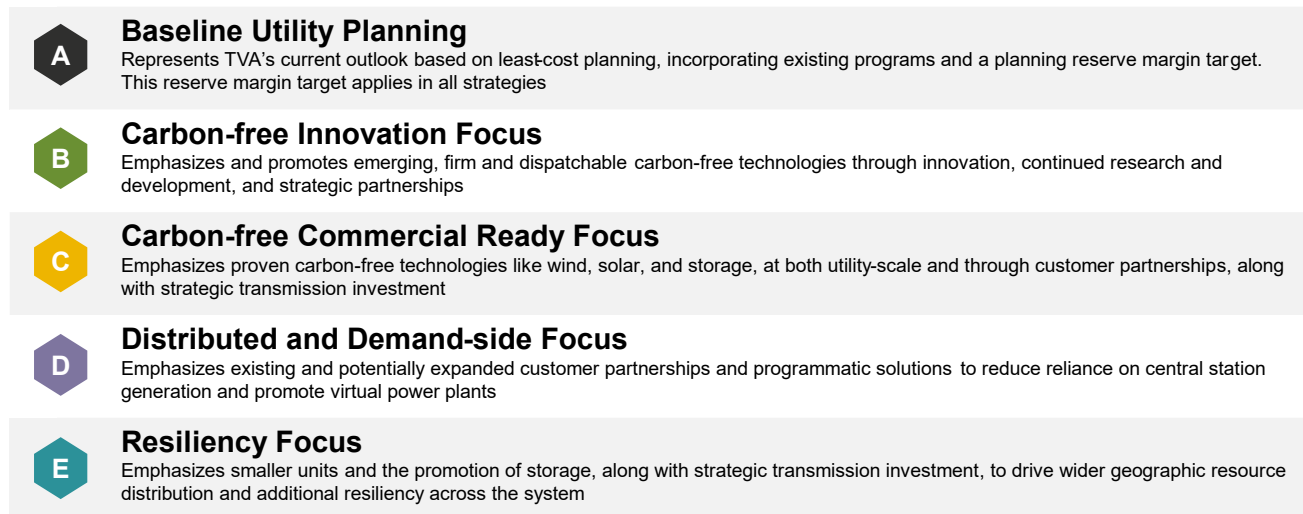 A
Baseline Utility Planning
Represents TVA's current outlook based on least-cost planning, incorporating existing programs and a planning reserve margin target.
This reserve margin target applies in all strategies
B
Carbon-free Innovation Focus
Emphasizes and promotes emerging, firm and dispatchable carbon-free technologies through innovation, continued research and
development, and strategic partnerships
C
Carbon-free Commercial Ready Focus
Emphasizes proven carbon-free technologies like wind, solar, and storage, at both utility-scale and through customer partnerships, along
with strategic transmission investment
D
Distributed and Demand-side Focus
Emphasizes existing and potentially expanded customer partnerships and programmatic solutions to reduce reliance on central station
generation and promote virtual power plants
E
Resiliency Focus
Emphasizes smaller units and the promotion of storage, along with strategic transmission investment, to drive wider geographic resource
distribution and additional resiliency across the system